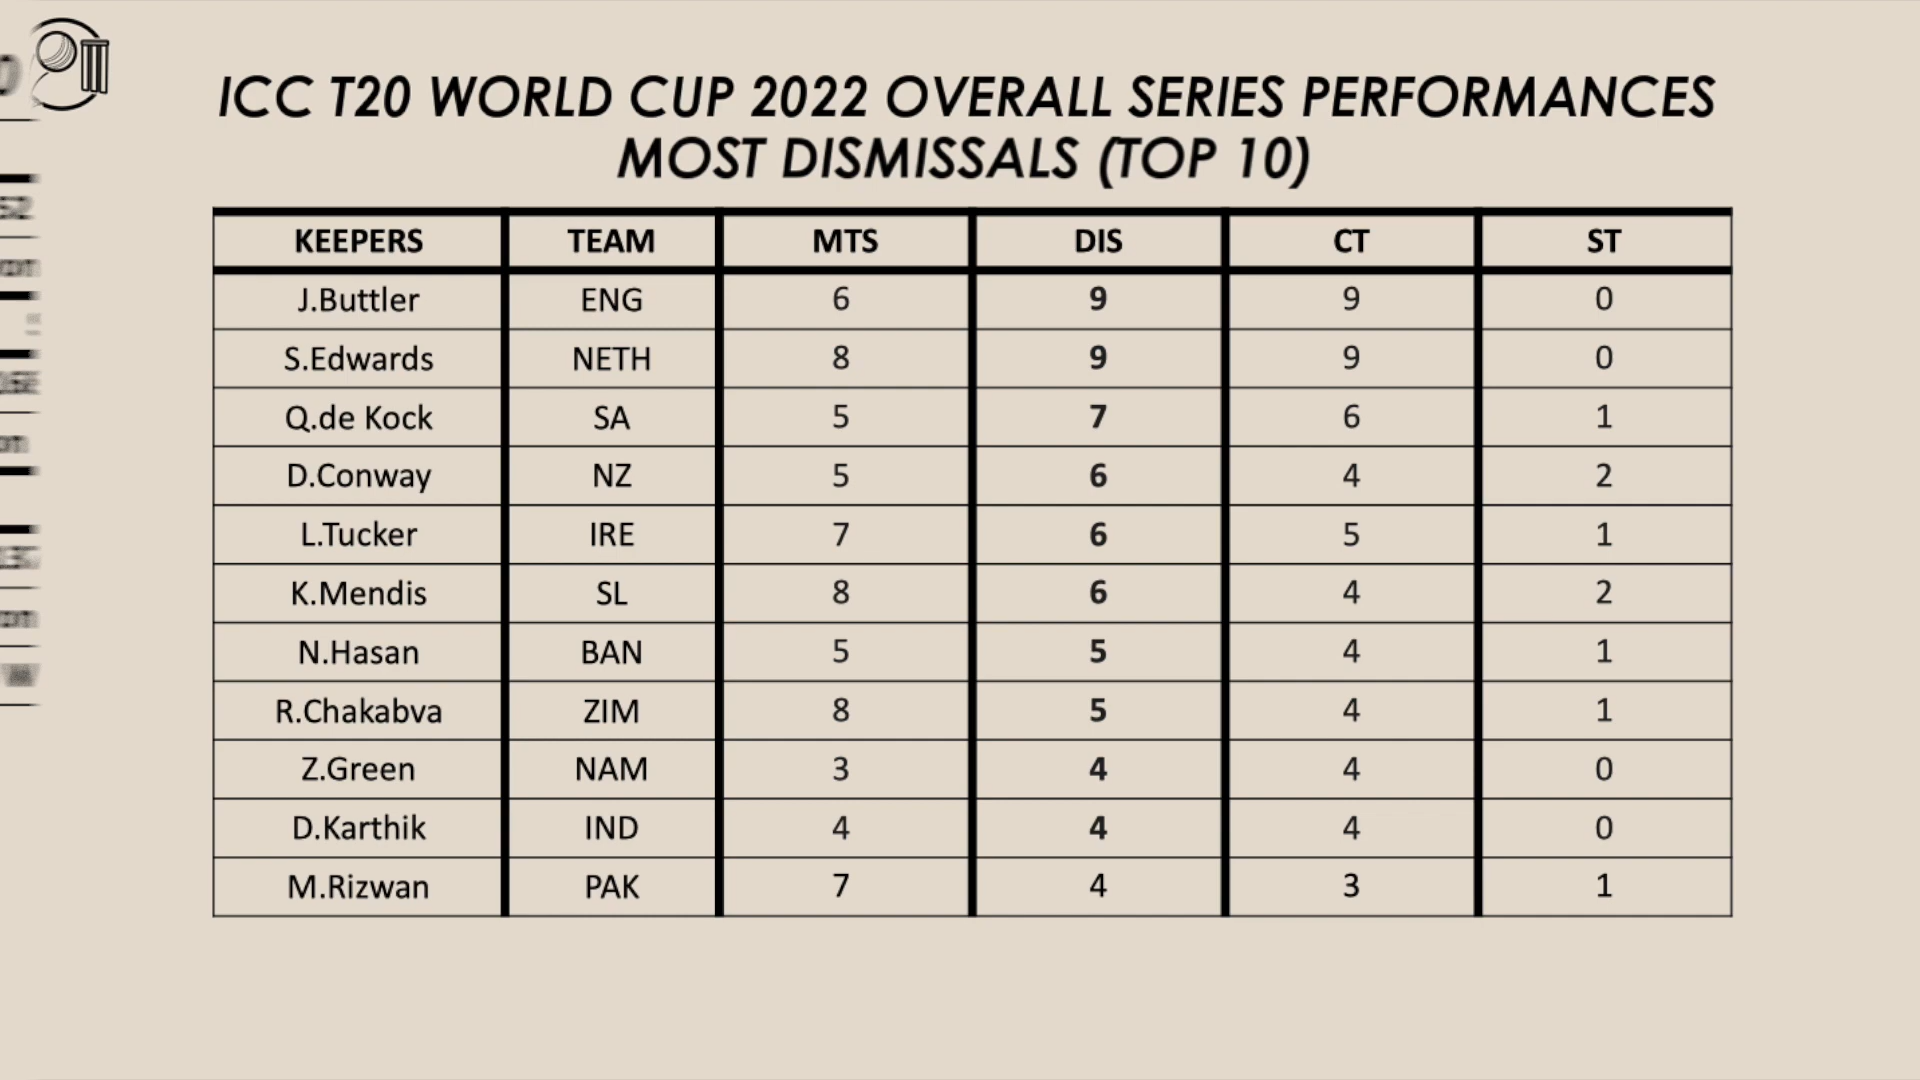 ICC T20 WORLD CUP 2022 OVERALL SERIES PERFORMANCES
MOST DISMISSALS (TOP 10)
KEEPERS TEAM MTS DIS CT ST
J.Buttler ENG 6 9 9 0
S.Edwards NETH 8 9 9 0
Q.de Kock SA 5 7 6 1
D.Conway NZ 5 6 4 2
L.Tucker IRE 7 6 5 1
K.Mendis SL 8 6 4 2
N.Hasan BAN 5 5 4 1
R.Chakabva ZIM 8 5 4 1
Z.Green NAM 3 4 4 0
D.Karthik IND 4 4 4 0
M.Rizwan PAK 7 4 3 1